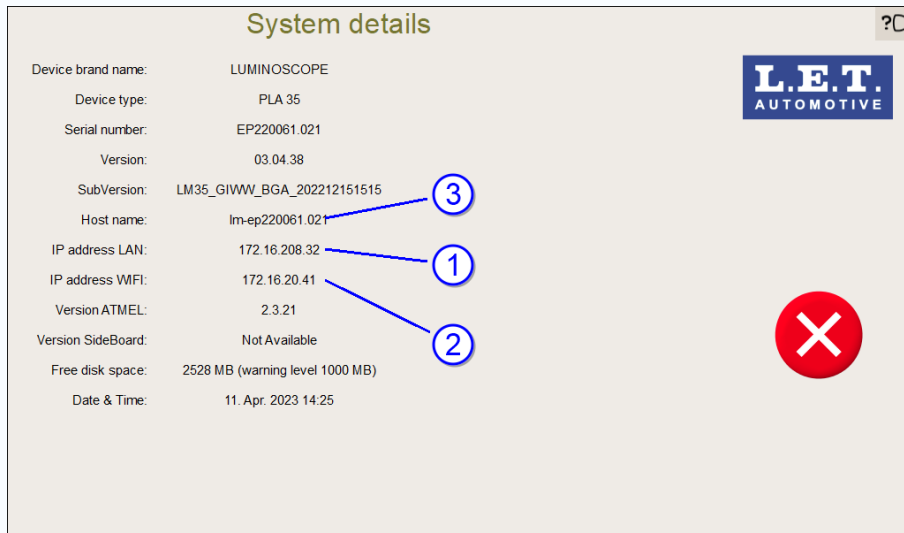 System details
?
L.E.T.
AUTOMOTIVE
Device brand name: LUMINOSCOPE
Device type: PLA 35
Serial number: EP220061.021
Version: 03.04.38
SubVersion: LM35_GIWW_BGA_202212151515
3
Host name: lm-ep220061.021
IP address LAN: 172.16.208.32
1
IP address WIFI: 172.16.20.41
Version ATMEL: 2.3.21
2
Version SideBoard: Not Available
Free disk space: 2528 MB (warning level 1000 MB)
Date & Time: 11. Apr. 2023 14:25